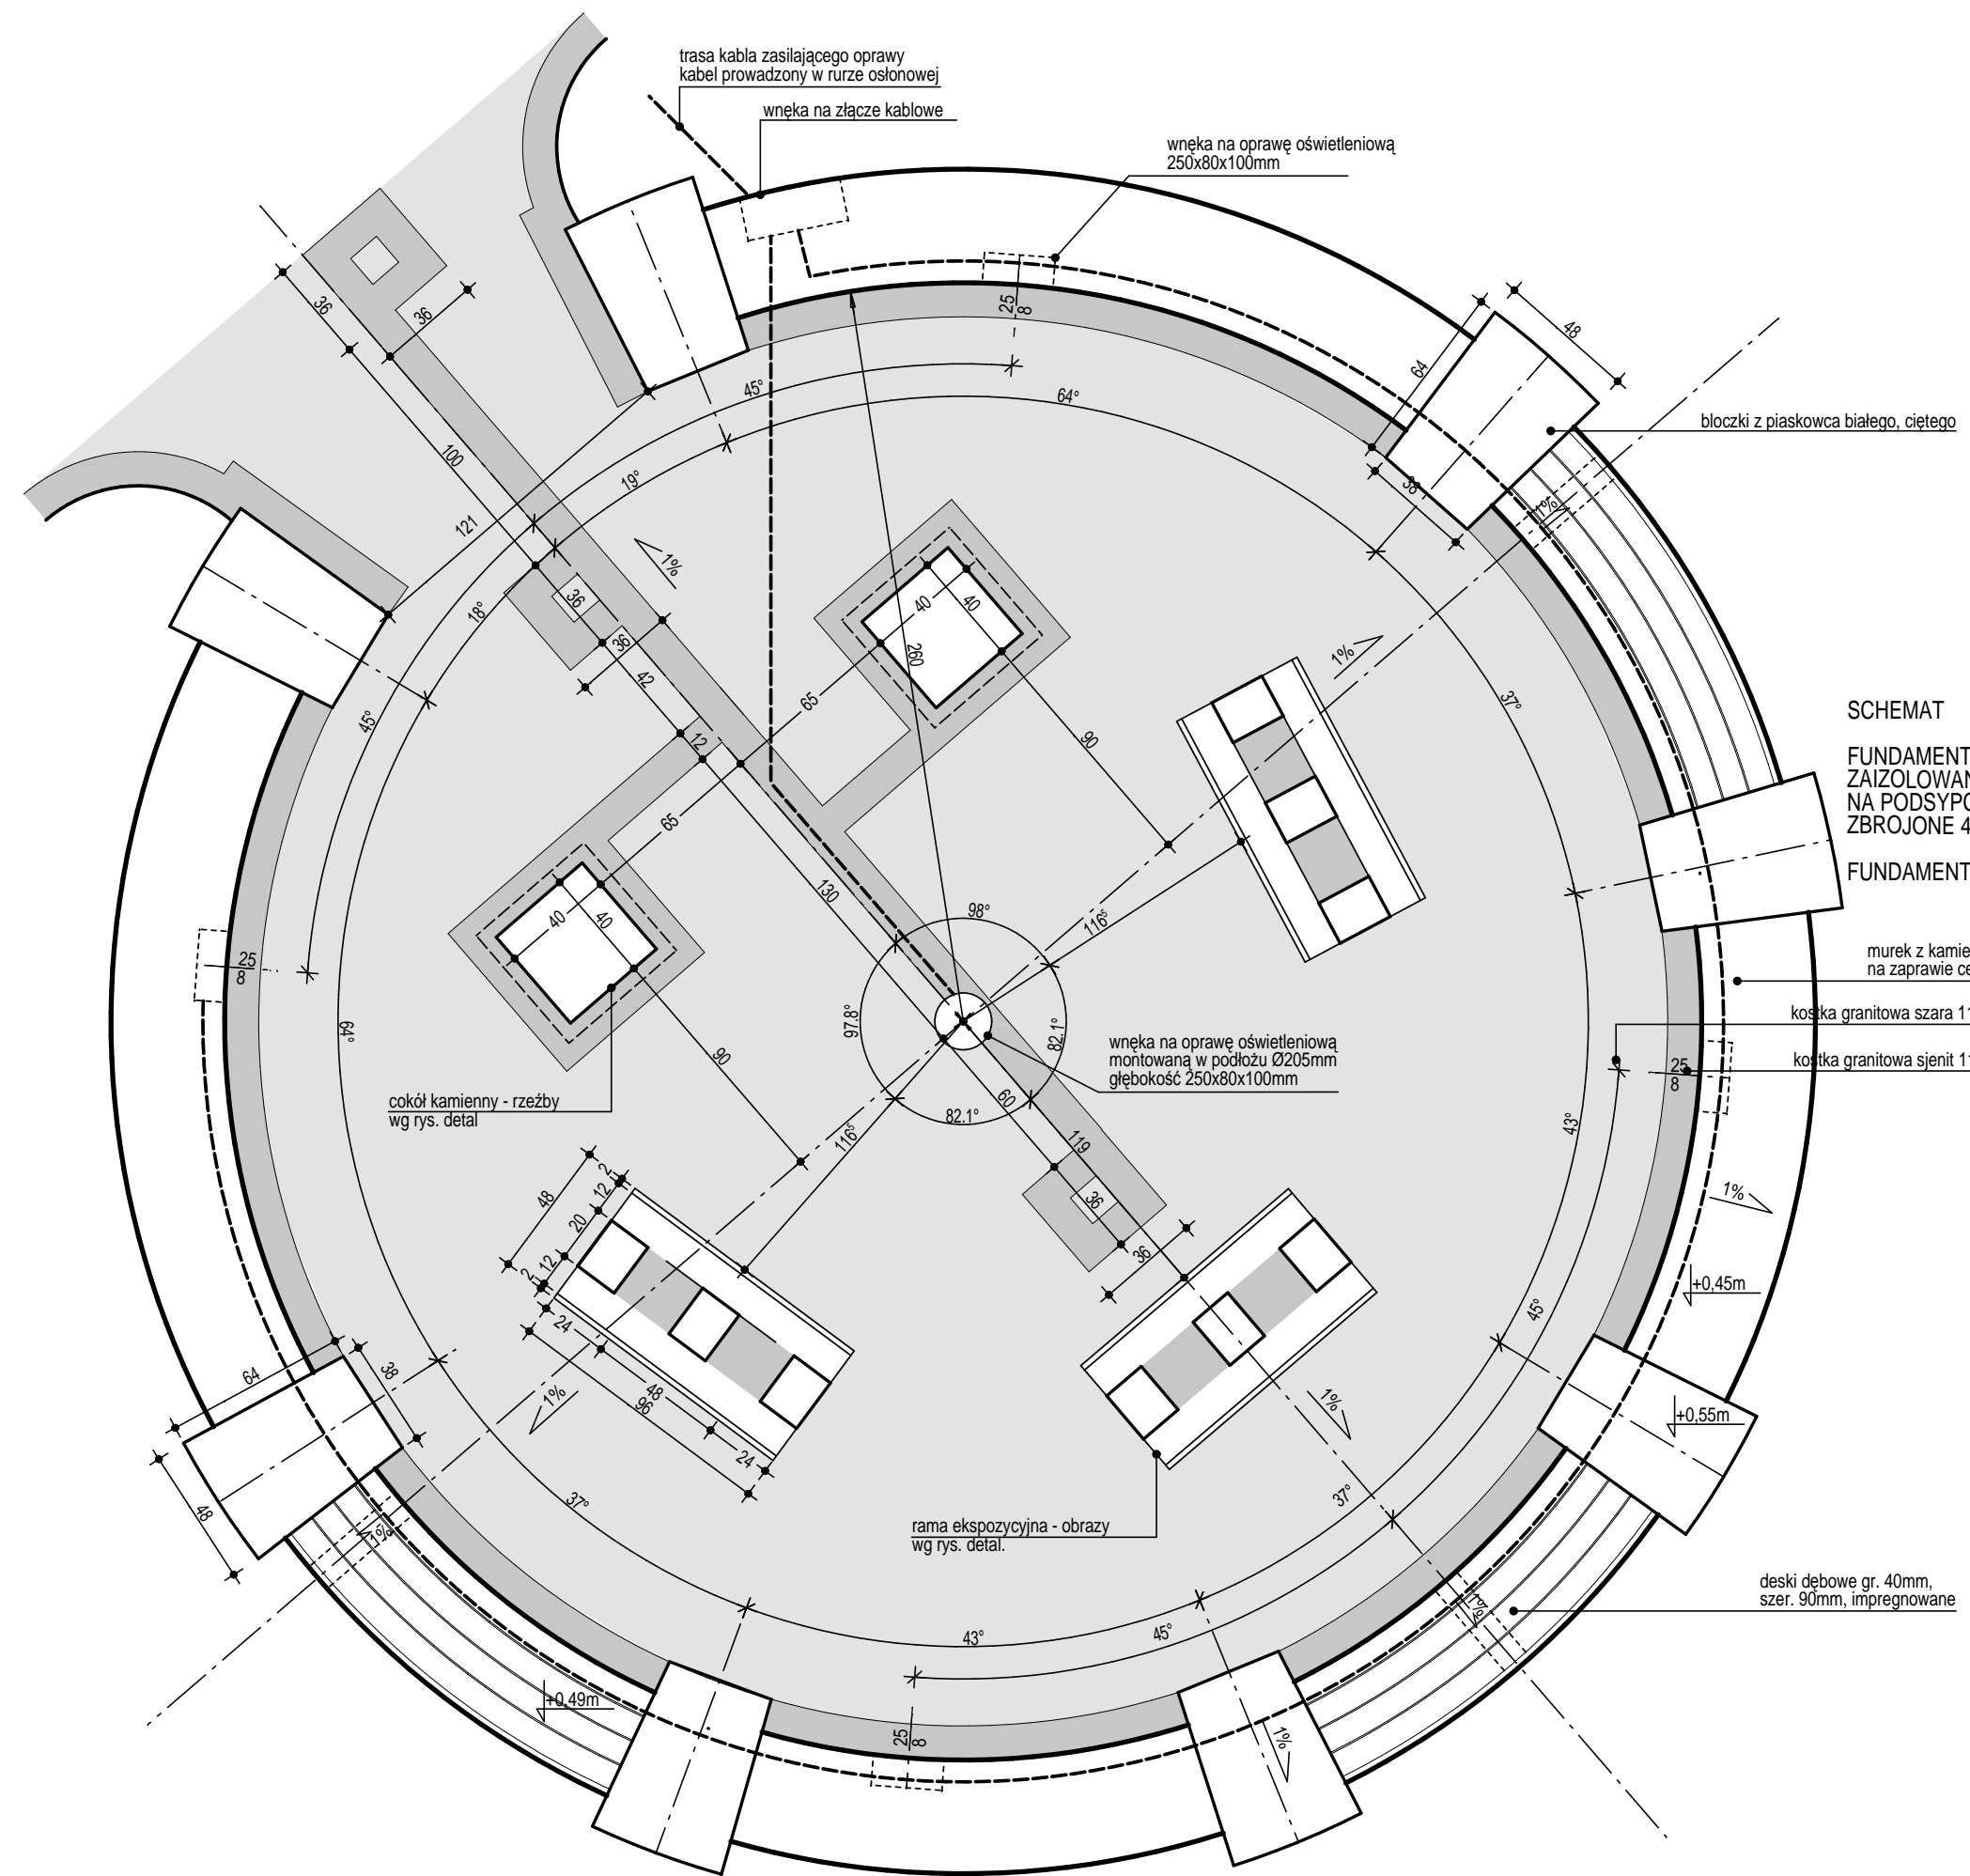 trasa kabla zasilającego oprawy
kabel prowadzony w rurze osłonowej
wnęka na złącze kablowe
wnęka na oprawę oświetleniową
250x80x100mm
36
36
25
8
64
48
bloczki z piaskowca białego, ciętego
45°
64°
100
19°
38
1%
121
1%
18°
36
36
40
40
260
1%
42
65
37°
45°
12
90
SCHEMAT
FUNDAMENT
65
130
40
40
98°
116⁵
FUNDAMENT
25
8
97.8°
82.1°
murek z
na zaprawie
64°
90
kostka granitowa szara
wnęka na oprawę oświetleniową
montowaną w podłożu Ø205mm
głębokość 250x80x100mm
kostka granitowa sjenit
25
8
60
82.1°
43°
cokół kamienny - rzeźby
wg rys. detal
116⁵
119
36
36
1%
48
2
12
20
12
2
+0,45m
45°
24
48
96
24
64
38
1%
1%
+0,55m
48
37°
37°
1%
rama ekspozycyjna - obrazy
wg rys. detal.
deski dębowe gr. 40mm,
szer. 90mm, impregnowane
1%
43°
45°
+0,49m
25
8
1%